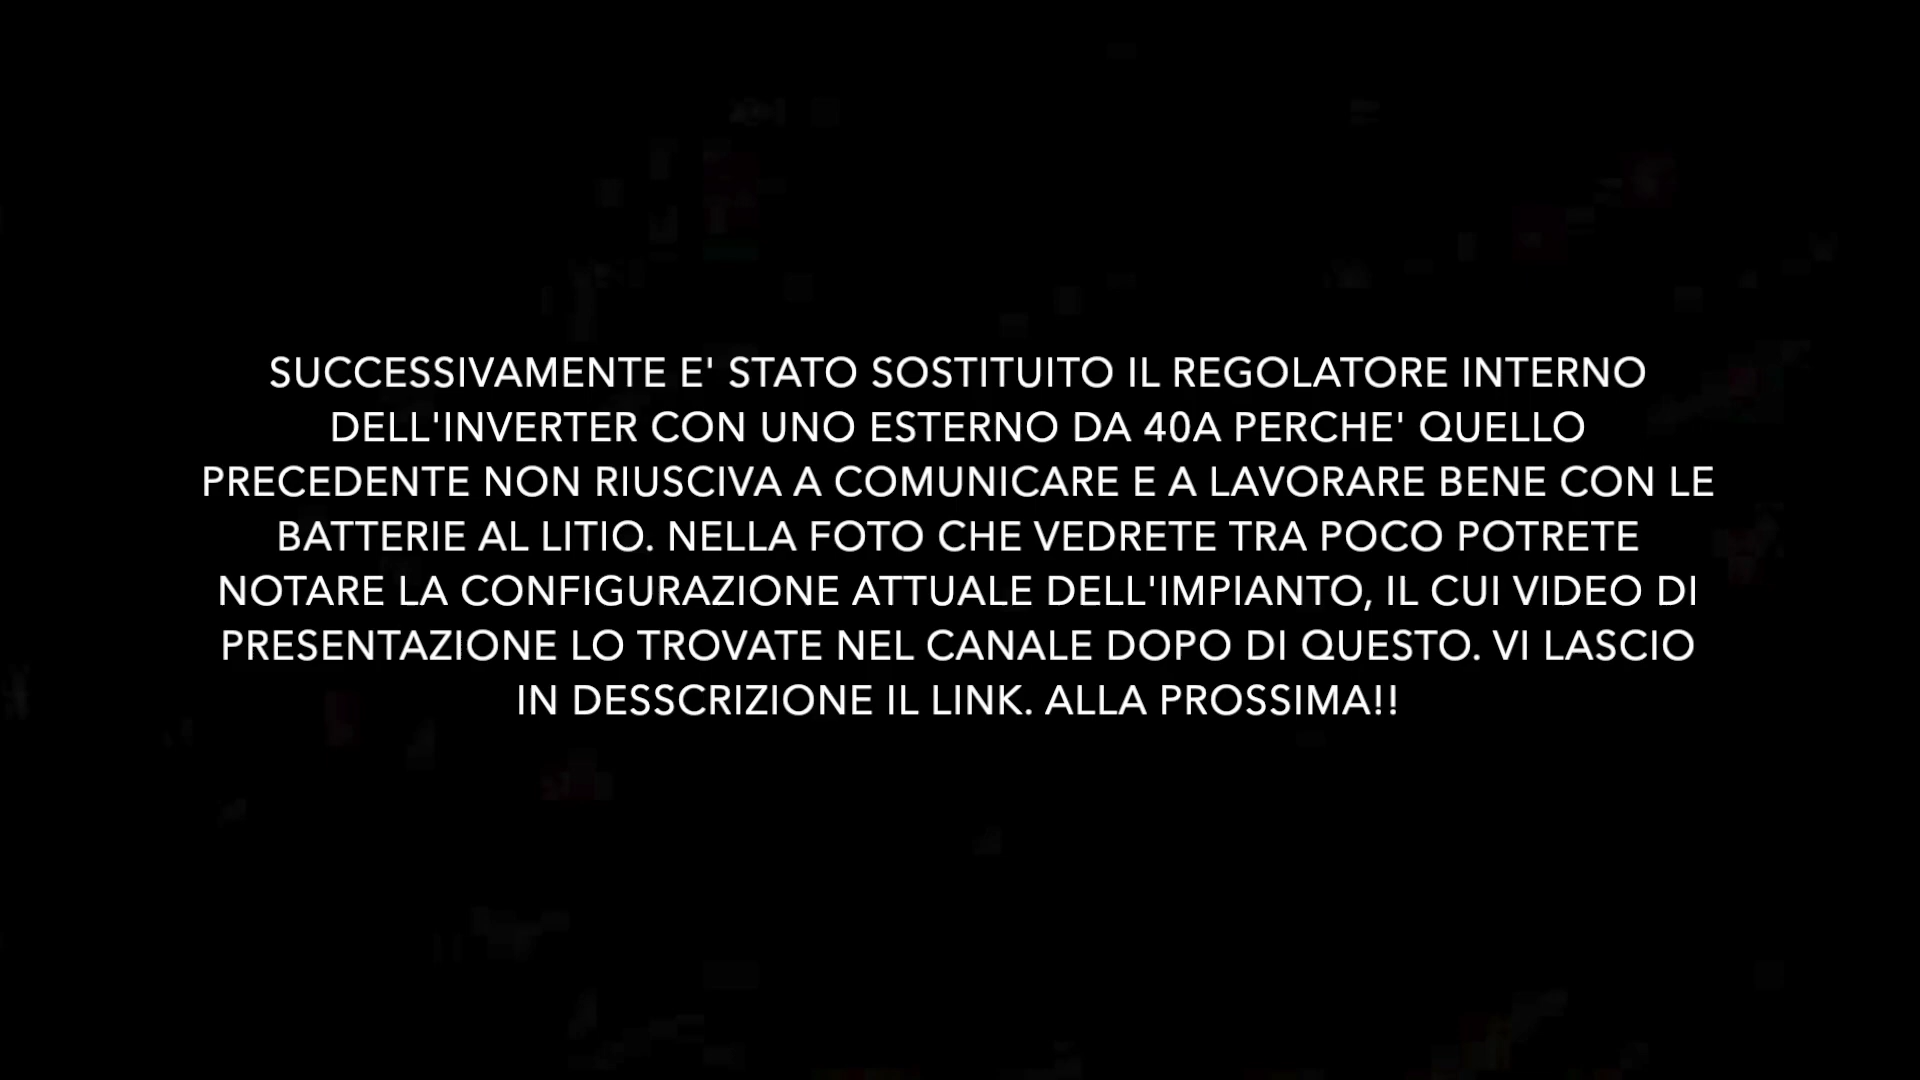 SUCCESSIVAMENTE E' STATO SOSTITUITO IL REGOLATORE INTERNO
DELL'INVERTER CON UNO ESTERNO DA 40A PERCHE' QUELLO
PRECEDENTE NON RIUSCIVA A COMUNICARE E A LAVORARE BENE CON LE
BATTERIE AL LITIO. NELLA FOTO CHE VEDRETE TRA POCO POTRETE
NOTARE LA CONFIGURAZIONE ATTUALE DELL'IMPIANTO, IL CUI VIDEO DI
PRESENTAZIONE LO TROVATE NEL CANALE DOPO DI QUESTO. VI LASCIO
IN DESSCRIZIONE IL LINK. ALLA PROSSIMA!!